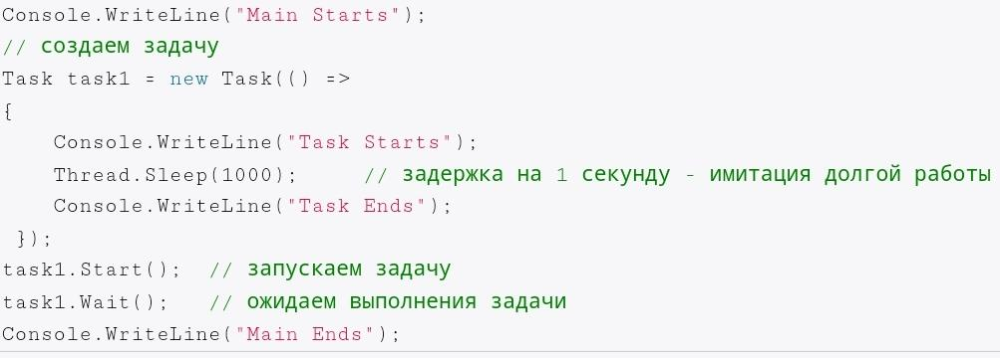 Console.WriteLine("Main Starts");
// создаем задачу
Task task1 = new Task(() =>
{
    Console.WriteLine("Task Starts");
    Thread.Sleep(1000);     // задержка на 1 секунду - имитация долгой работы
    Console.WriteLine("Task Ends");
 });
task1.Start();  // запускаем задачу
task1.Wait();   // ожидаем выполнения задачи
Console.WriteLine("Main Ends");